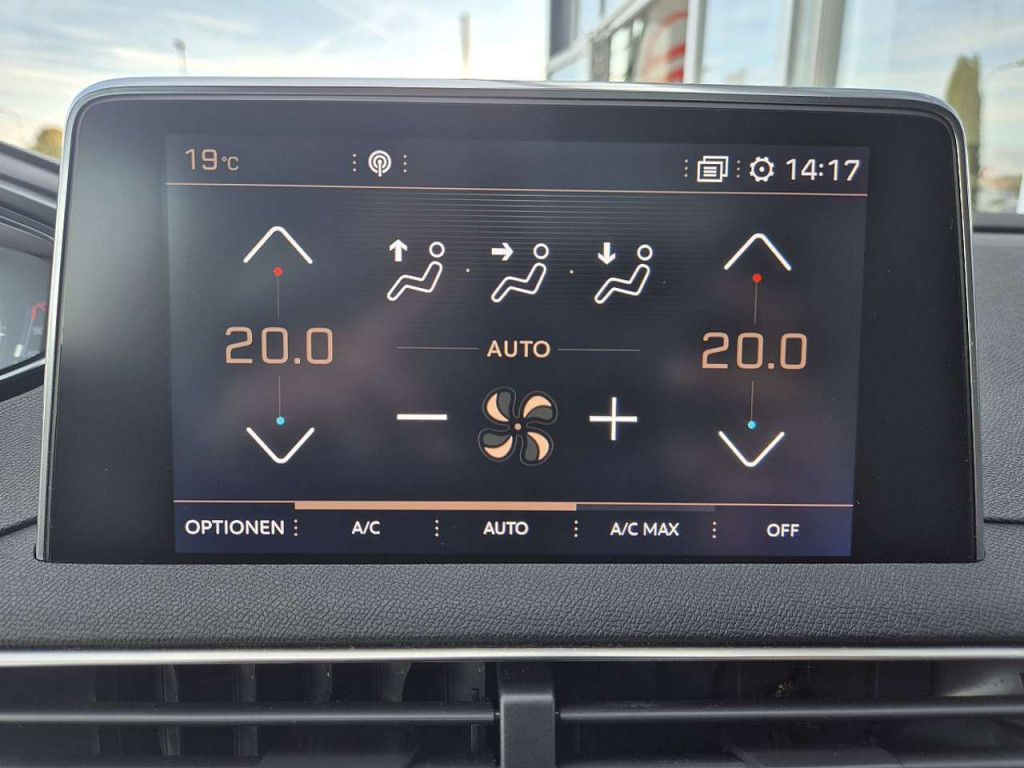 19°C 14:17
20.0 20.0
AUTO
OPTIONEN A/C AUTO A/C MAX OFF